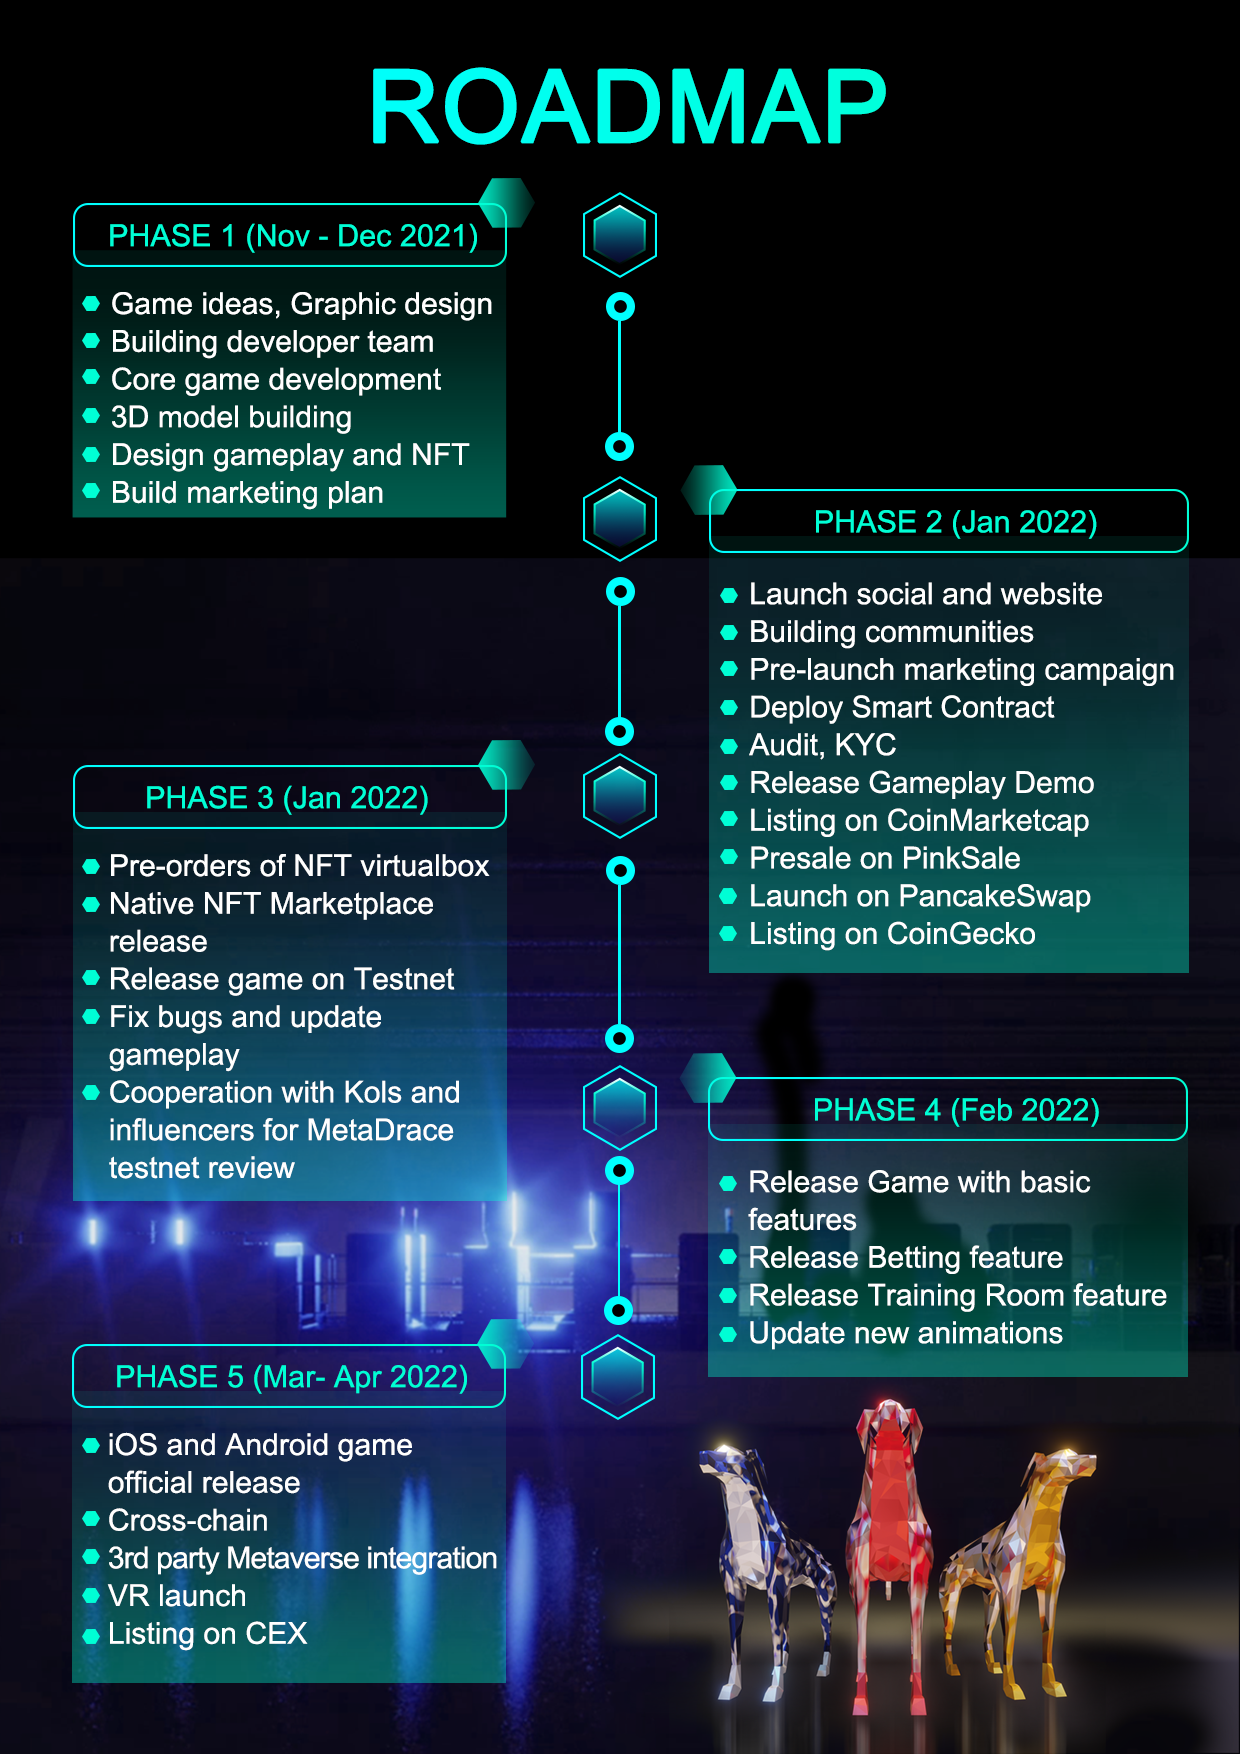 ROADMAP
PHASE 1 (Nov - Dec 2021)
Game ideas, Graphic design
Building developer team
Core game development
3D model building
Design gameplay and NFT
Build marketing plan
PHASE 2 (Jan 2022)
Launch social and website
Building communities
Pre-launch marketing campaign
Deploy Smart Contract
Audit, KYC
Release Gameplay Demo
Listing on CoinMarketcap
Presale on PinkSale
Launch on PancakeSwap
Listing on CoinGecko
PHASE 3 (Jan 2022)
Pre-orders of NFT virtualbox
Native NFT Marketplace
release
Release game on Testnet
Fix bugs and update
gameplay
Cooperation with Kols and
influencers for MetaDrace
testnet review
PHASE 4 (Feb 2022)
Release Game with basic
features
Release Betting feature
Release Training Room feature
Update new animations
PHASE 5 (Mar- Apr 2022)
iOS and Android game
official release
Cross-chain
3rd party Metaverse integration
VR launch
Listing on CEX